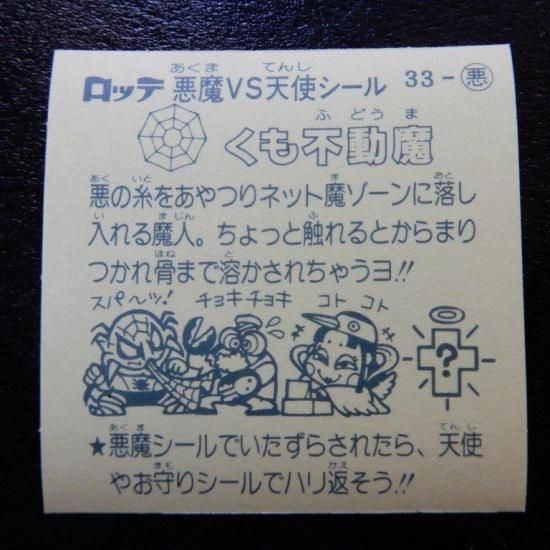 ロッテ 悪魔VS天使シール 33-悪
あくま てんし
くも不動魔
ふどうま
悪の糸をあやつりネット魔ゾーンに落し
あく いと ま おと
入れる魔人。ちょっと触れるとからまり
い まじん ふ
つかれ骨まで溶かされちゃうヨ!!
ほね と
スパ〜ッ! チョキチョキ コト コト
?
★悪魔シールでいたずらされたら、天使
あくま てんし
やお守りシールでハリ返そう!!
まも かえ